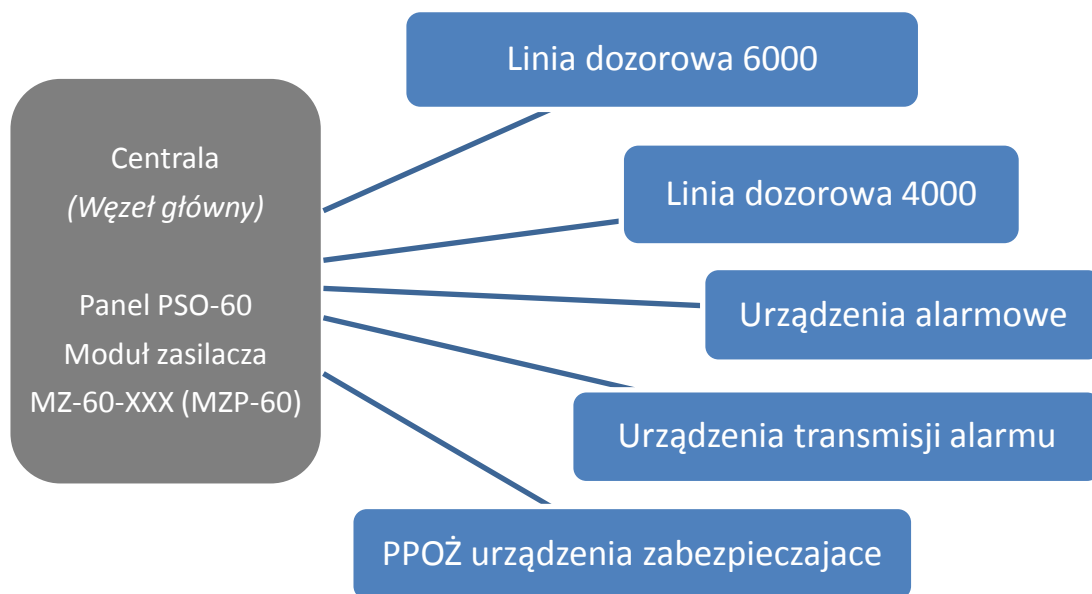 Linia dozorowa 6000
Centrala
(Węzeł główny)
Panel PSO-60
Moduł zasilacza
MZ-60-XXX (MZP-60)
Linia dozorowa 4000
Urządzenia alarmowe
Urządzenia transmisji alarmu
PPOŻ urządzenia zabezpieczajace